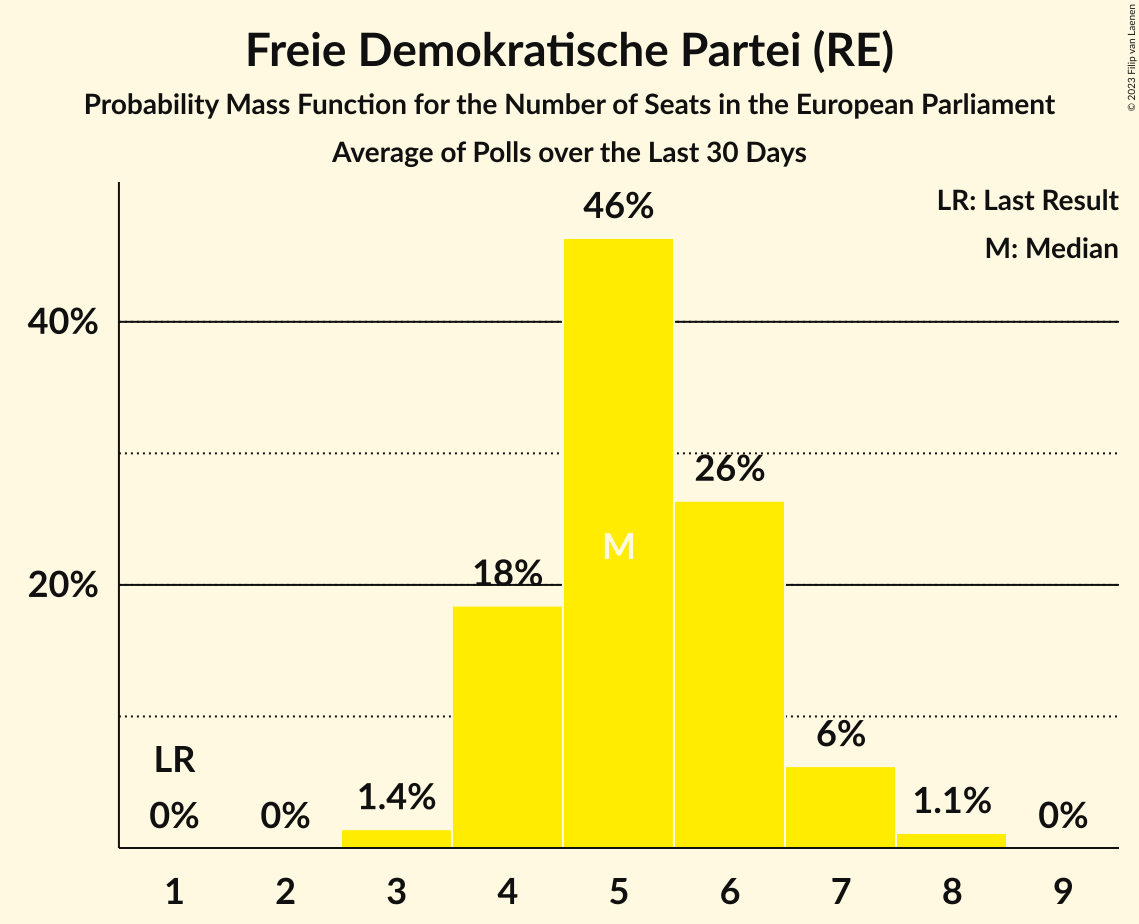 Freie Demokratische Partei (RE)
Probability Mass Function for the Number of Seats in the European Parliament
Average of Polls over the Last 30 Days
© 2023 Filip van Laenen
LR: Last Result
M: Median
46%
40%
26%
M
18%
20%
6%
LR
1.4%
1.1%
0%
0%
0%
1 2 3 4 5 6 7 8 9